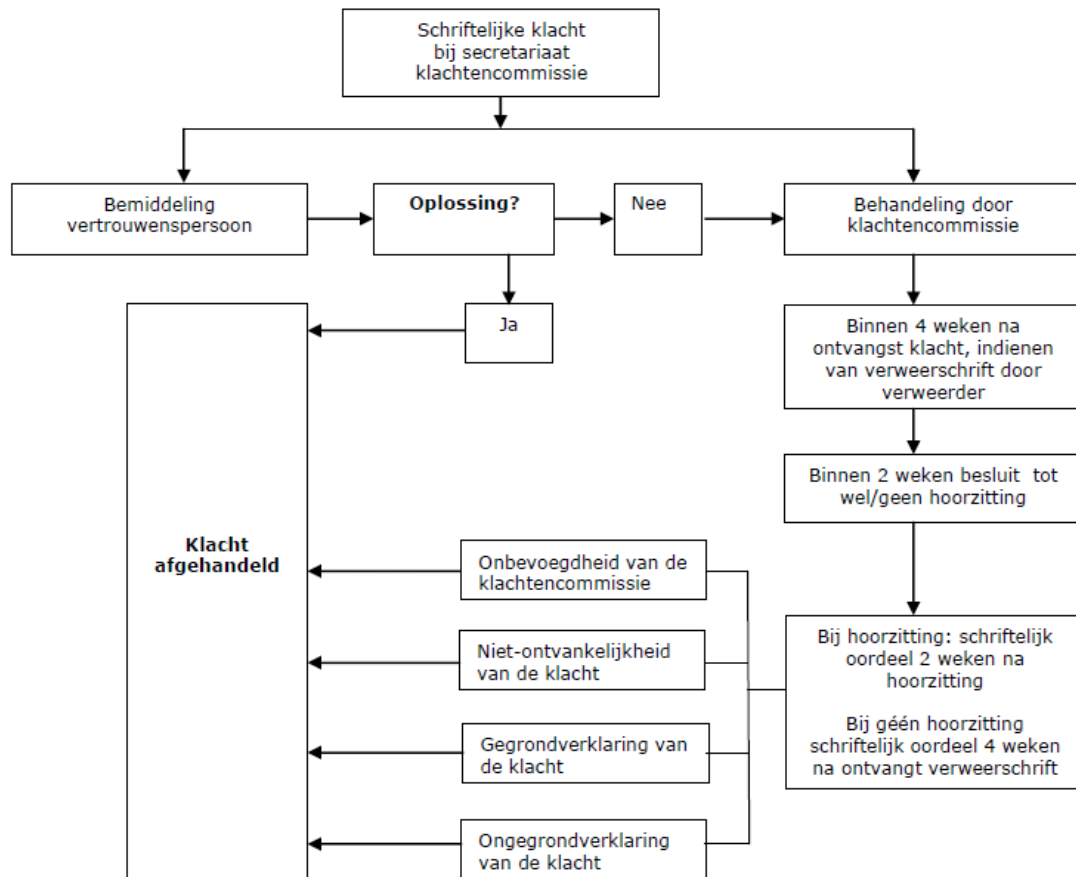 Schriftelijke klacht
bij secretariaat
klachtencommissie
Bemiddeling
vertrouwenspersoon
Oplossing?
Nee
Behandeling door
klachtencommissie
Ja
Binnen 4 weken na
ontvangst klacht, indienen
van verweerschrift door
verweerder
Binnen 2 weken besluit tot
wel/geen hoorzitting
Klacht
afgehandeld
Onbevoegdheid van de
klachtencommissie
Niet-ontvankelijkheid
van de klacht
Gegrondverklaring van
de klacht
Ongegrondverklaring
van de klacht
Bij hoorzitting: schriftelijk
oordeel 2 weken na
hoorzitting
Bij géén hoorzitting
schriftelijk oordeel 4 weken
na ontvangt verweerschrift